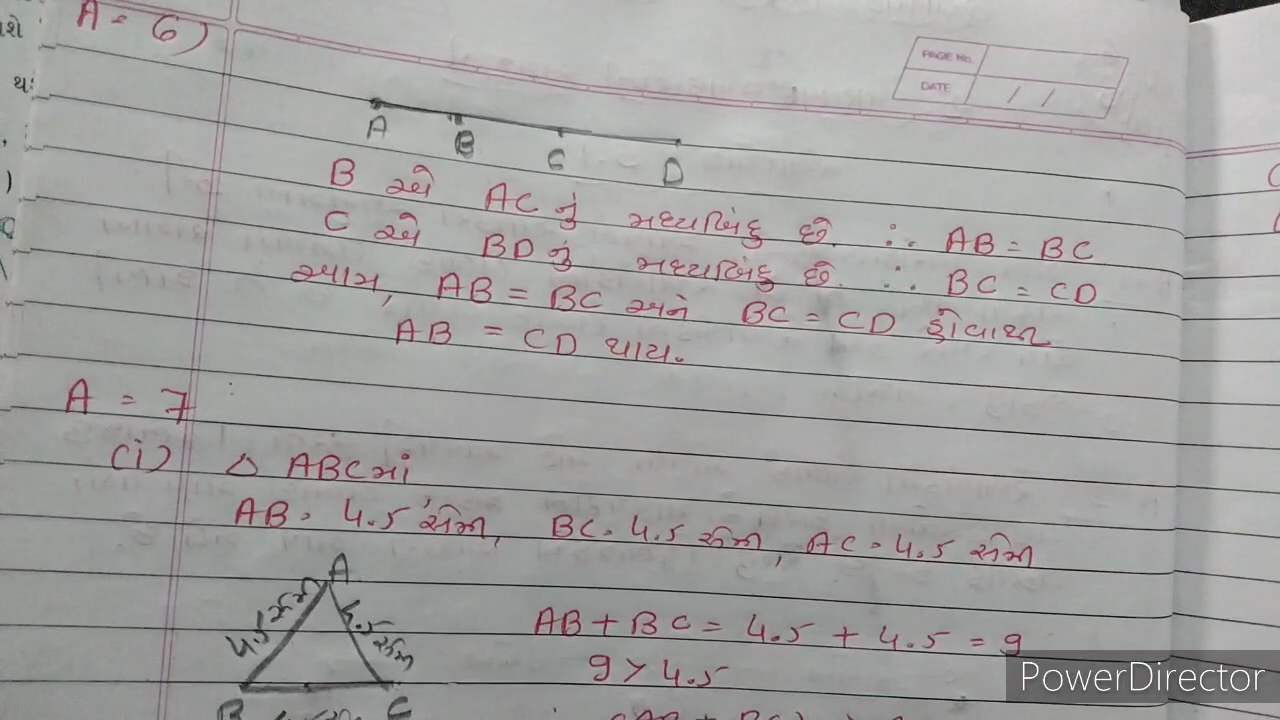 A = 6)
PAGE No.
DATE / /
A B C D
B એ AC નું મધ્યબિંદુ છે. ∴ AB = BC
C એ BD નું મધ્યબિંદુ છે. ∴ BC = CD
આમ, AB = BC અને BC = CD હોવાથી
AB = CD થાય.
A = 7
(i) △ ABCમાં
AB = 4.5 સેમી, BC = 4.5 સેમી, AC = 4.5 સેમી
A
4.5 સેમી 4.5 સેમી
B C
AB + BC = 4.5 + 4.5 = 9
9 > 4.5
PowerDirector